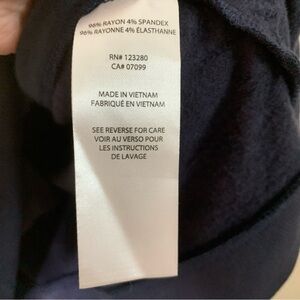 96% RAYON 4% SPANDEX
96% RAYONNE 4% ÉLASTHANNE
RN# 123280
CA# 07099
MADE IN VIETNAM
FABRIQUÉ EN VIETNAM
SEE REVERSE FOR CARE
VOIR AU VERSO POUR
LES INSTRUCTIONS
DE LAVAGE